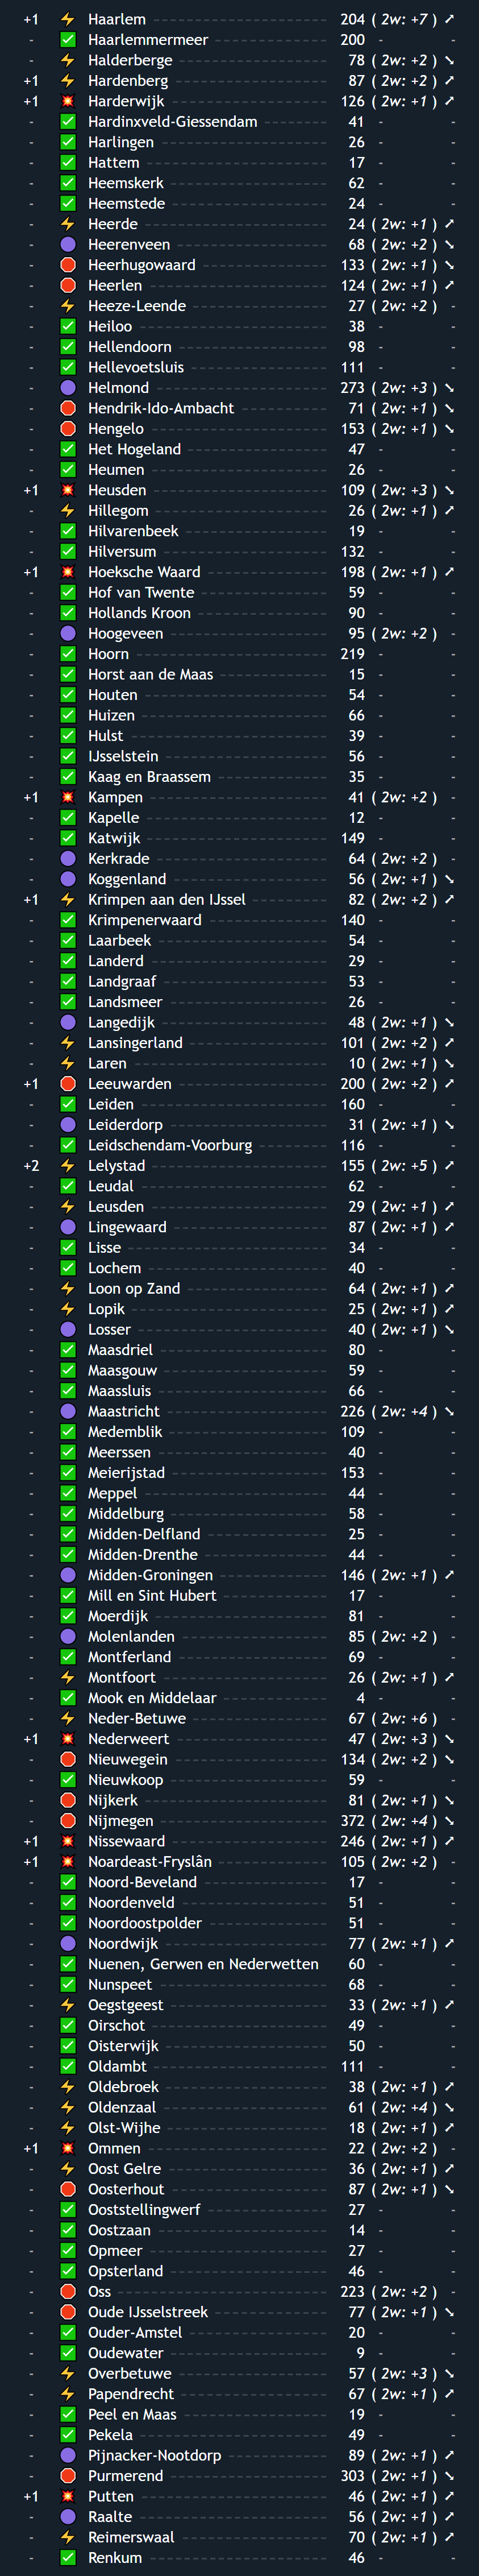 +1 ⚡ Haarlem 204 ( 2w: +7 ) ↗
- ✅ Haarlemmermeer 200 - -
- ⚡ Halderberge 78 ( 2w: +2 ) ↘
+1 ⚡ Hardenberg 87 ( 2w: +2 ) ↗
+1 💥 Harderwijk 126 ( 2w: +1 ) ↗
- ✅ Hardinxveld-Giessendam 41 - -
- ✅ Harlingen 26 - -
- ✅ Hattem 17 - -
- ✅ Heemskerk 62 - -
- ✅ Heemstede 24 - -
- ⚡ Heerde 24 ( 2w: +1 ) ↗
- 🟣 Heerenveen 68 ( 2w: +2 ) ↘
- 🛑 Heerhugowaard 133 ( 2w: +1 ) ↘
- 🛑 Heerlen 124 ( 2w: +1 ) ↗
- ⚡ Heeze-Leende 27 ( 2w: +2 ) -
- ✅ Heiloo 38 - -
- ✅ Hellendoorn 98 - -
- ✅ Hellevoetsluis 111 - -
- 🟣 Helmond 273 ( 2w: +3 ) ↘
- 🛑 Hendrik-Ido-Ambacht 71 ( 2w: +1 ) ↘
- 🛑 Hengelo 153 ( 2w: +1 ) ↘
- ✅ Het Hogeland 47 - -
- ✅ Heumen 26 - -
+1 💥 Heusden 109 ( 2w: +3 ) ↘
- ⚡ Hillegom 26 ( 2w: +1 ) ↗
- ✅ Hilvarenbeek 19 - -
- ✅ Hilversum 132 - -
+1 💥 Hoeksche Waard 198 ( 2w: +1 ) ↗
- ✅ Hof van Twente 59 - -
- ✅ Hollands Kroon 90 - -
- 🟣 Hoogeveen 95 ( 2w: +2 ) -
- ✅ Hoorn 219 - -
- ✅ Horst aan de Maas 15 - -
- ✅ Houten 54 - -
- ✅ Huizen 66 - -
- ✅ Hulst 39 - -
- ✅ IJsselstein 56 - -
- ✅ Kaag en Braassem 35 - -
+1 💥 Kampen 41 ( 2w: +2 ) -
- ✅ Kapelle 12 - -
- ✅ Katwijk 149 - -
- 🟣 Kerkrade 64 ( 2w: +2 ) -
- 🟣 Koggenland 56 ( 2w: +1 ) ↘
+1 ⚡ Krimpen aan den IJssel 82 ( 2w: +2 ) ↗
- ✅ Krimpenerwaard 140 - -
- ✅ Laarbeek 54 - -
- ✅ Landerd 29 - -
- ✅ Landgraaf 53 - -
- ✅ Landsmeer 26 - -
- 🟣 Langedijk 48 ( 2w: +1 ) ↘
- ⚡ Lansingerland 101 ( 2w: +2 ) ↗
- ⚡ Laren 10 ( 2w: +1 ) ↘
+1 🛑 Leeuwarden 200 ( 2w: +2 ) ↗
- ✅ Leiden 160 - -
- 🟣 Leiderdorp 31 ( 2w: +1 ) ↘
- ✅ Leidschendam-Voorburg 116 - -
+2 ⚡ Lelystad 155 ( 2w: +5 ) ↗
- ✅ Leudal 62 - -
- ⚡ Leusden 29 ( 2w: +1 ) ↗
- 🟣 Lingewaard 87 ( 2w: +1 ) ↗
- ✅ Lisse 34 - -
- ✅ Lochem 40 - -
- ⚡ Loon op Zand 64 ( 2w: +1 ) ↗
- ⚡ Lopik 25 ( 2w: +1 ) ↗
- 🟣 Losser 40 ( 2w: +1 ) ↘
- ✅ Maasdriel 80 - -
- ✅ Maasgouw 59 - -
- ✅ Maassluis 66 - -
- 🟣 Maastricht 226 ( 2w: +4 ) ↘
- ✅ Medemblik 109 - -
- ✅ Meerssen 40 - -
- ✅ Meierijstad 153 - -
- ✅ Meppel 44 - -
- ✅ Middelburg 58 - -
- ✅ Midden-Delfland 25 - -
- ✅ Midden-Drenthe 44 - -
- 🟣 Midden-Groningen 146 ( 2w: +1 ) ↗
- ✅ Mill en Sint Hubert 17 - -
- ✅ Moerdijk 81 - -
- 🟣 Molenlanden 85 ( 2w: +2 ) -
- ✅ Montferland 69 - -
- ⚡ Montfoort 26 ( 2w: +1 ) ↗
- ✅ Mook en Middelaar 4 - -
- ⚡ Neder-Betuwe 67 ( 2w: +6 ) -
+1 💥 Nederweert 47 ( 2w: +3 ) ↘
- 🛑 Nieuwegein 134 ( 2w: +2 ) ↘
- ✅ Nieuwkoop 59 - -
- 🛑 Nijkerk 81 ( 2w: +1 ) ↘
- 🛑 Nijmegen 372 ( 2w: +4 ) ↘
+1 💥 Nissewaard 246 ( 2w: +1 ) ↗
+1 💥 Noardeast-Fryslân 105 ( 2w: +2 ) -
- ✅ Noord-Beveland 17 - -
- ✅ Noordenveld 51 - -
- ✅ Noordoostpolder 51 - -
- 🟣 Noordwijk 77 ( 2w: +1 ) ↗
- ✅ Nuenen, Gerwen en Nederwetten 60 - -
- ✅ Nunspeet 68 - -
- ⚡ Oegstgeest 33 ( 2w: +1 ) ↗
- ✅ Oirschot 49 - -
- ✅ Oisterwijk 50 - -
- ✅ Oldambt 111 - -
- ⚡ Oldebroek 38 ( 2w: +1 ) ↗
- ⚡ Oldenzaal 61 ( 2w: +4 ) ↘
- ⚡ Olst-Wijhe 18 ( 2w: +1 ) ↗
+1 💥 Ommen 22 ( 2w: +2 ) -
- ⚡ Oost Gelre 36 ( 2w: +1 ) ↗
- 🛑 Oosterhout 87 ( 2w: +1 ) ↘
- ✅ Ooststellingwerf 27 - -
- ✅ Oostzaan 14 - -
- ✅ Opmeer 27 - -
- ✅ Opsterland 46 - -
- 🛑 Oss 223 ( 2w: +2 ) -
- 🛑 Oude IJsselstreek 77 ( 2w: +1 ) ↘
- ✅ Ouder-Amstel 20 - -
- ✅ Oudewater 9 - -
- ⚡ Overbetuwe 57 ( 2w: +3 ) ↘
- ⚡ Papendrecht 67 ( 2w: +1 ) ↗
- ✅ Peel en Maas 19 - -
- ✅ Pekela 49 - -
- 🟣 Pijnacker-Nootdorp 89 ( 2w: +1 ) ↗
- 🛑 Purmerend 303 ( 2w: +1 ) ↘
+1 💥 Putten 46 ( 2w: +1 ) ↗
- 🟣 Raalte 56 ( 2w: +1 ) ↗
- ⚡ Reimerswaal 70 ( 2w: +1 ) ↗
- ✅ Renkum 46 - -